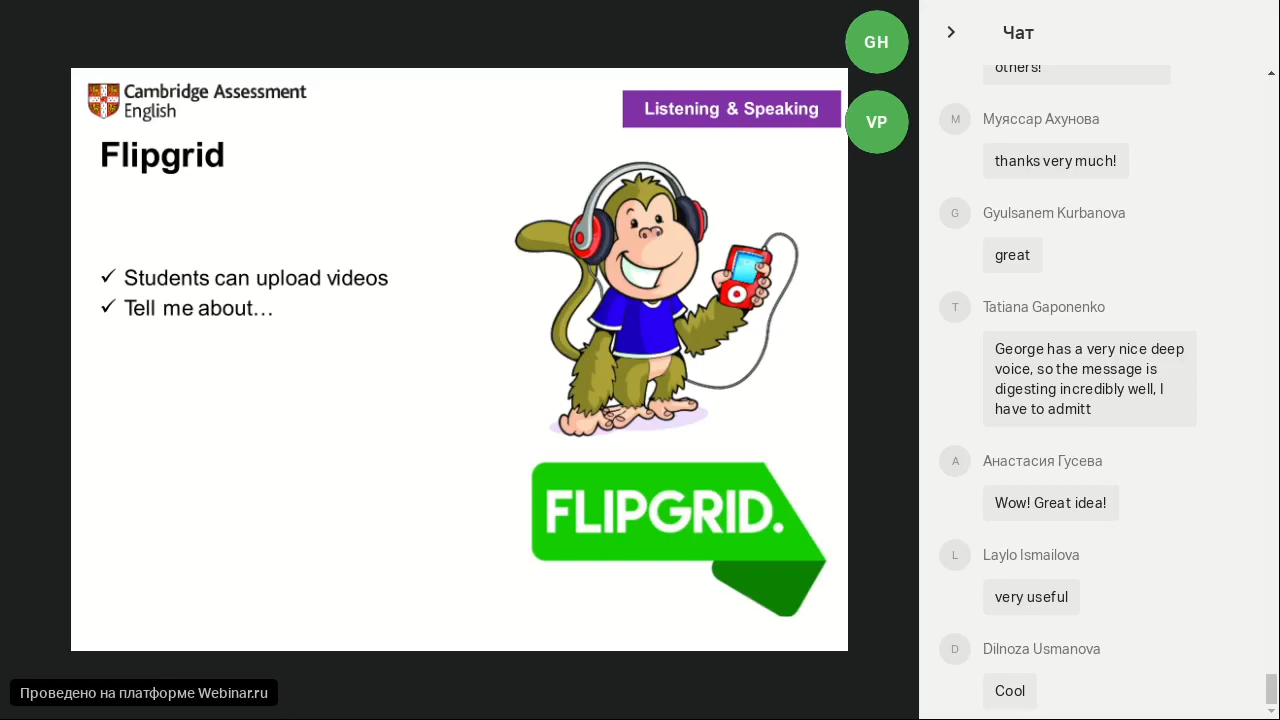 Cambridge Assessment
English
Listening & Speaking
Flipgrid
✓ Students can upload videos
✓ Tell me about…
FLIPGRID.
GH
VP
Проведено на платформе Webinar.ru
Чат
others!
М
Муяссар Ахунова
thanks very much!
G
Gyulsanem Kurbanova
great
T
Tatiana Gaponenko
George has a very nice deep
voice, so the message is
digesting incredibly well, I
have to admitt
А
Анастасия Гусева
Wow! Great idea!
L
Laylo Ismailova
very useful
D
Dilnoza Usmanova
Cool